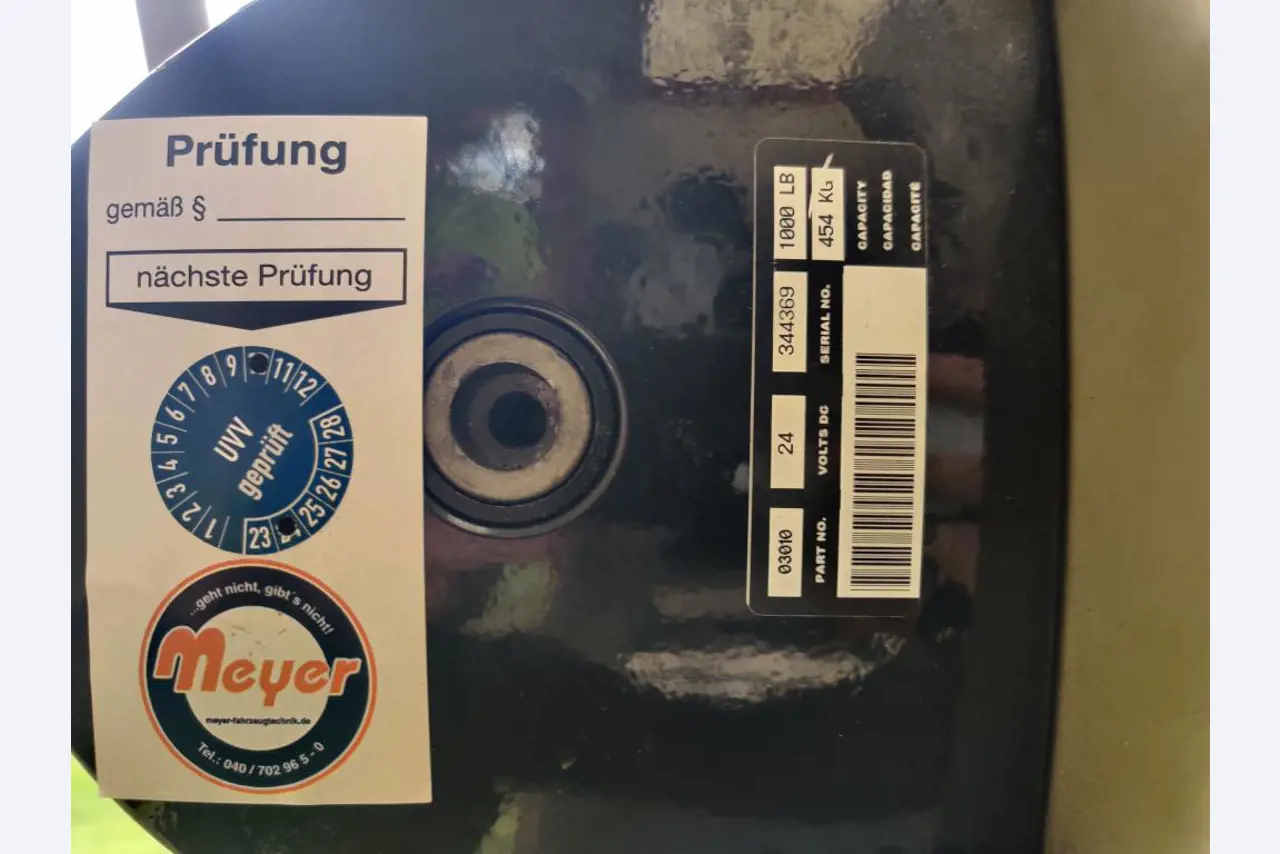 Prüfung
gemäß §
nächste Prüfung
1 2 3 4 5 6 7 8 9 11 12
23 25 26 27 28
UVV
geprüft
...geht nicht, gibt´s nicht!
Meyer
meyer-fahrzeugtechnik.de
Tel.: 040 / 702 96 5 - 0
1000 LB
454 KG
CAPACITY
CAPACIDAD
CAPACITÉ
344369
SERIAL NO.
24
VOLTS DC
03010
PART NO.